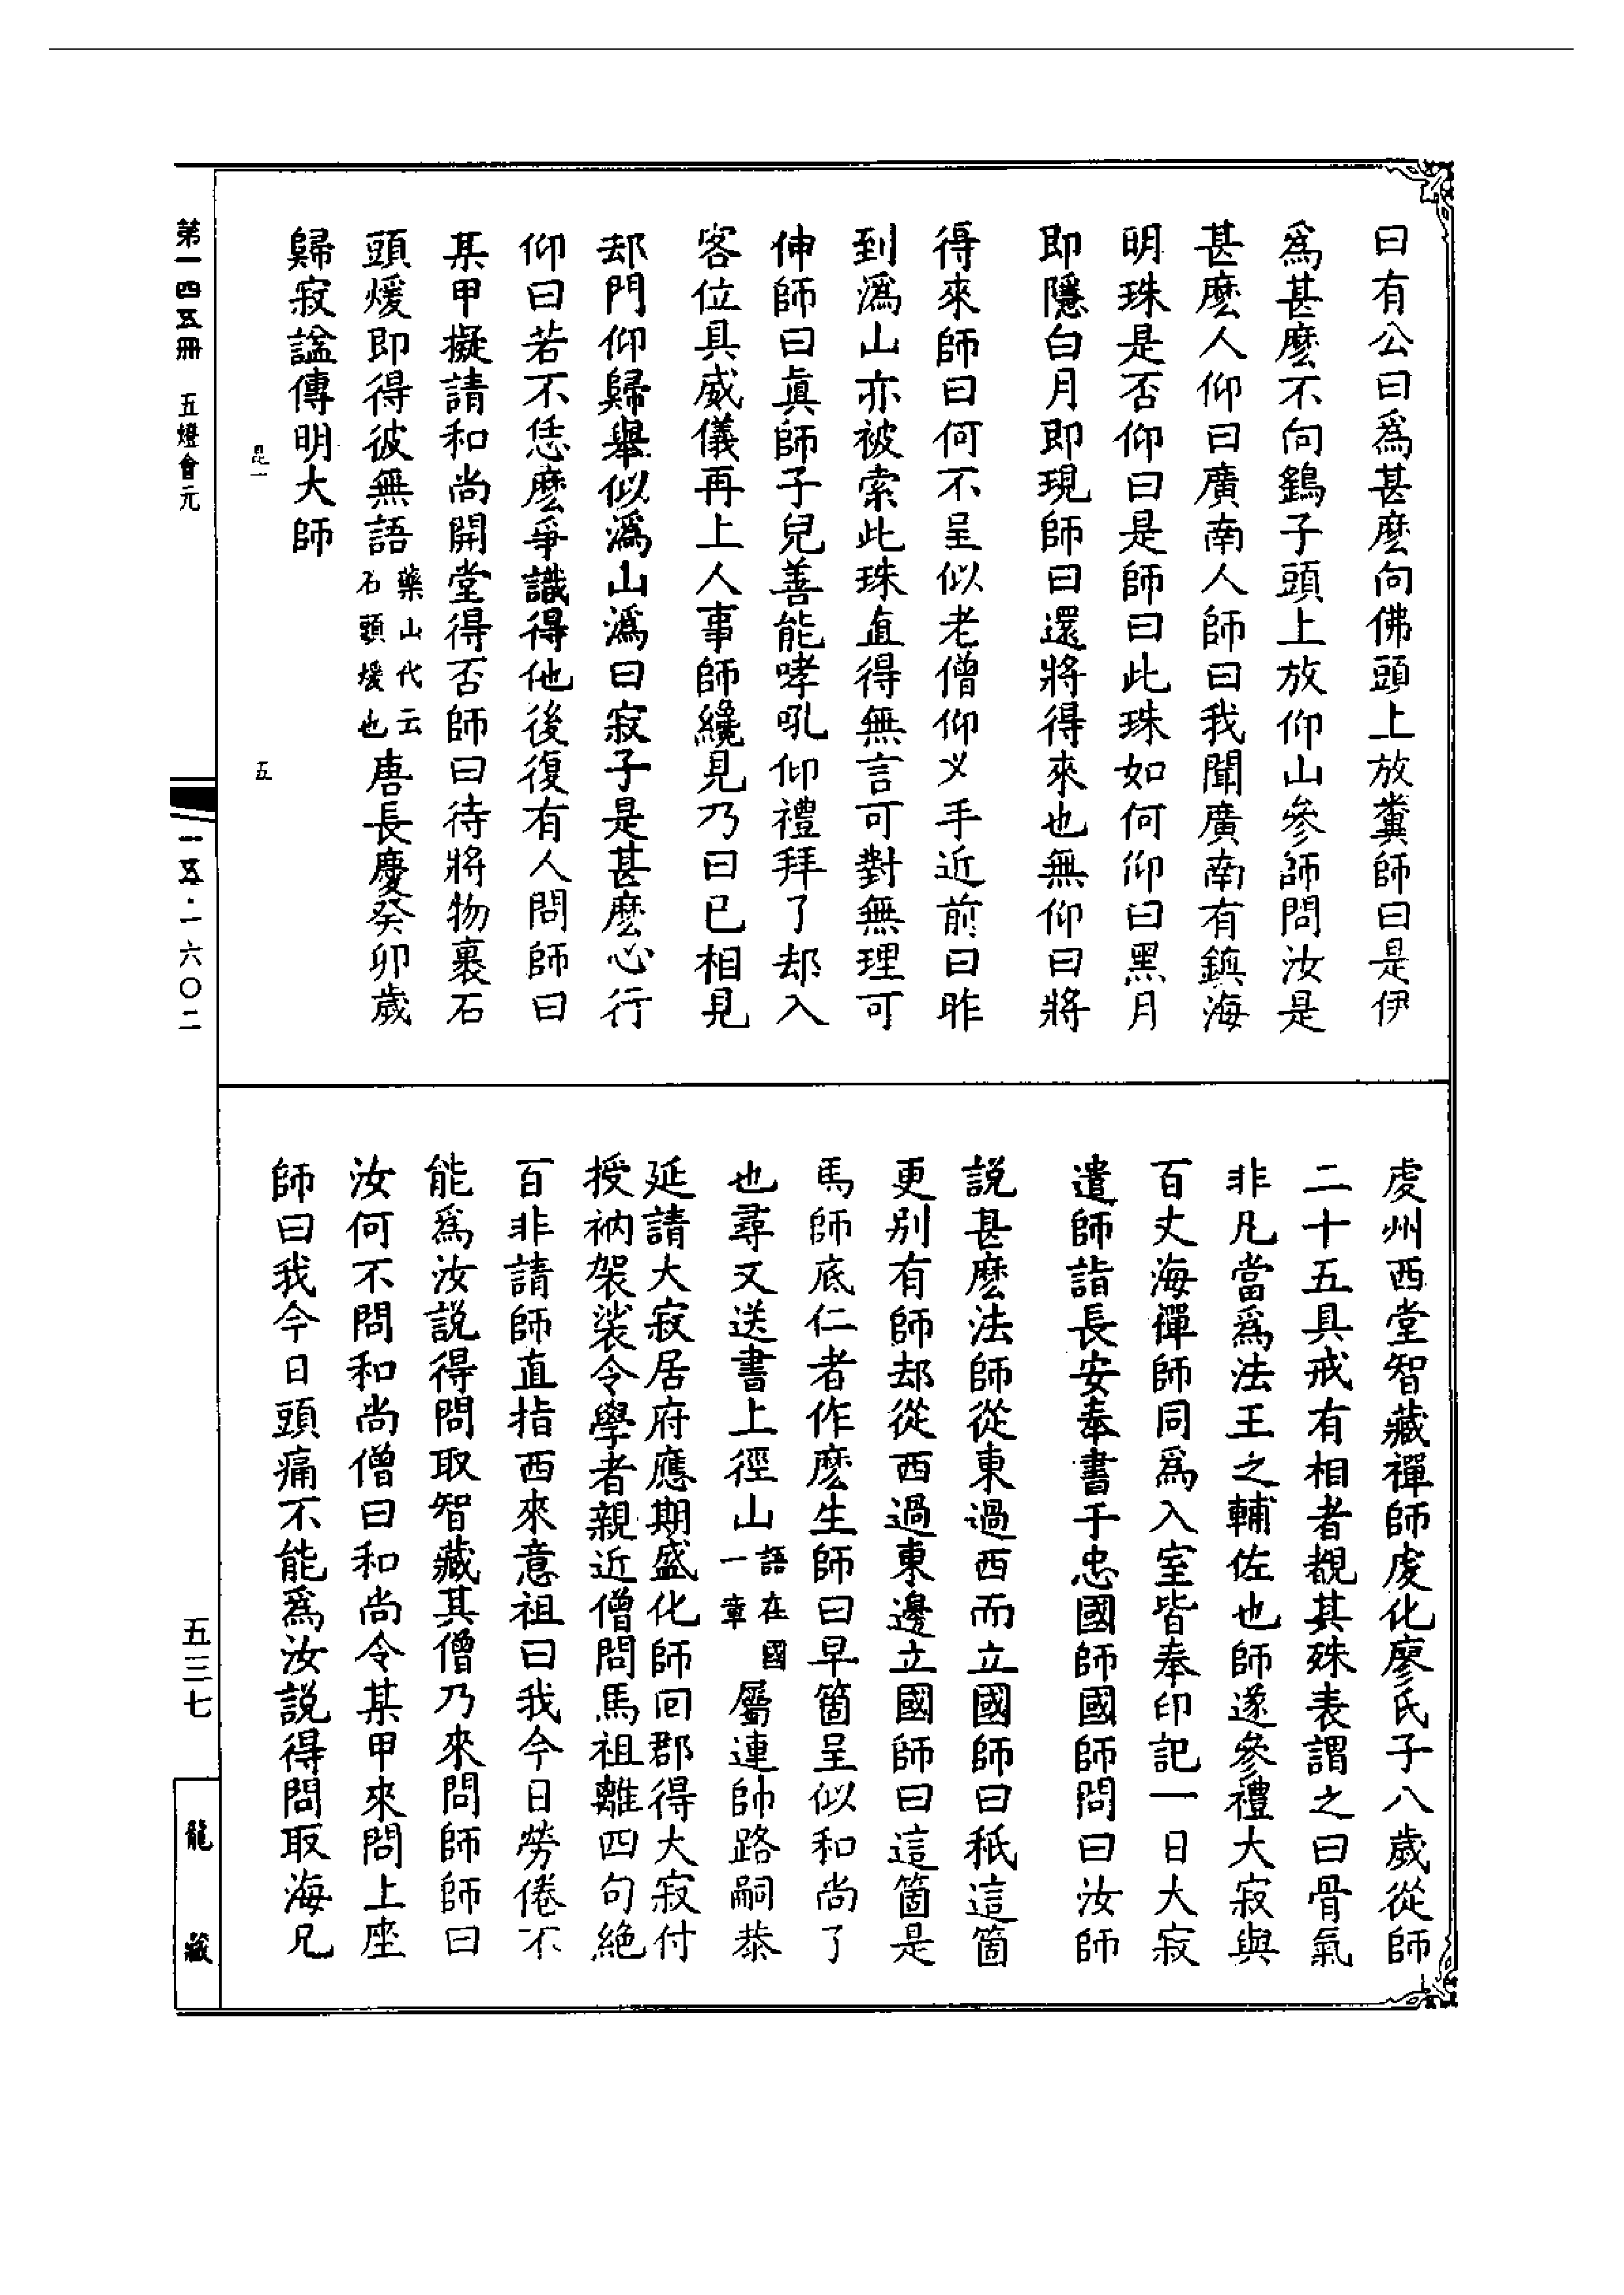 曰有公曰爲甚麽向佛頭上放糞師曰是伊
爲甚麽不向鷂子頭上放仰山參師問汝是
甚麽人仰曰廣南人師曰我聞廣南有鎮海
明珠是否仰曰是師曰此珠如何仰曰黑月
即隱白月即現師曰還將得來也無仰曰將
得來師曰何不呈似老僧仰乂手近前曰昨
到潙山亦被索此珠直得無言可對無理可
伸師曰眞師子兒善能哮吼仰禮拜了却入
客位具威儀再上人事師纔見乃曰已相見
却門仰歸舉似潙山潙曰寂子是甚麽心行
仰曰若不恁麽爭識得他後復有人問師曰
某甲擬請和尚開堂得否師曰待將物裹石
頭煖即得彼無語藥山代云石頭煖也唐長慶癸卯歲
歸寂諡傳明大師
昆一 五
虔州西堂智藏禪師虔化廖氏子八歲從師
二十五具戒有相者覩其殊表謂之曰骨氣
非凡當爲法王之輔佐也師遂參禮大寂與
百丈海禪師同爲入室皆奉印記一日大寂
遣師詣長安奉書于忠國師國師問曰汝師
説甚麽法師從東過西而立國師曰秖這箇
更别有師却從西過東邊立國師曰這箇是
馬師底仁者作麽生師曰早箇呈似和尚了
也尋又送書上徑山語在國一章屬連帥路嗣恭
延請大寂居府應期盛化師回郡得大寂付
授衲袈裟令學者親近僧問馬祖離四句絶
百非請師直指西來意祖曰我今日勞倦不
能爲汝説得問取智藏其僧乃來問師師曰
汝何不問和尚僧曰和尚令某甲來問上座
師曰我今日頭痛不能爲汝説得問取海兄
第一四五冊 五燈會元
一五·一六〇二
五三七
龍藏